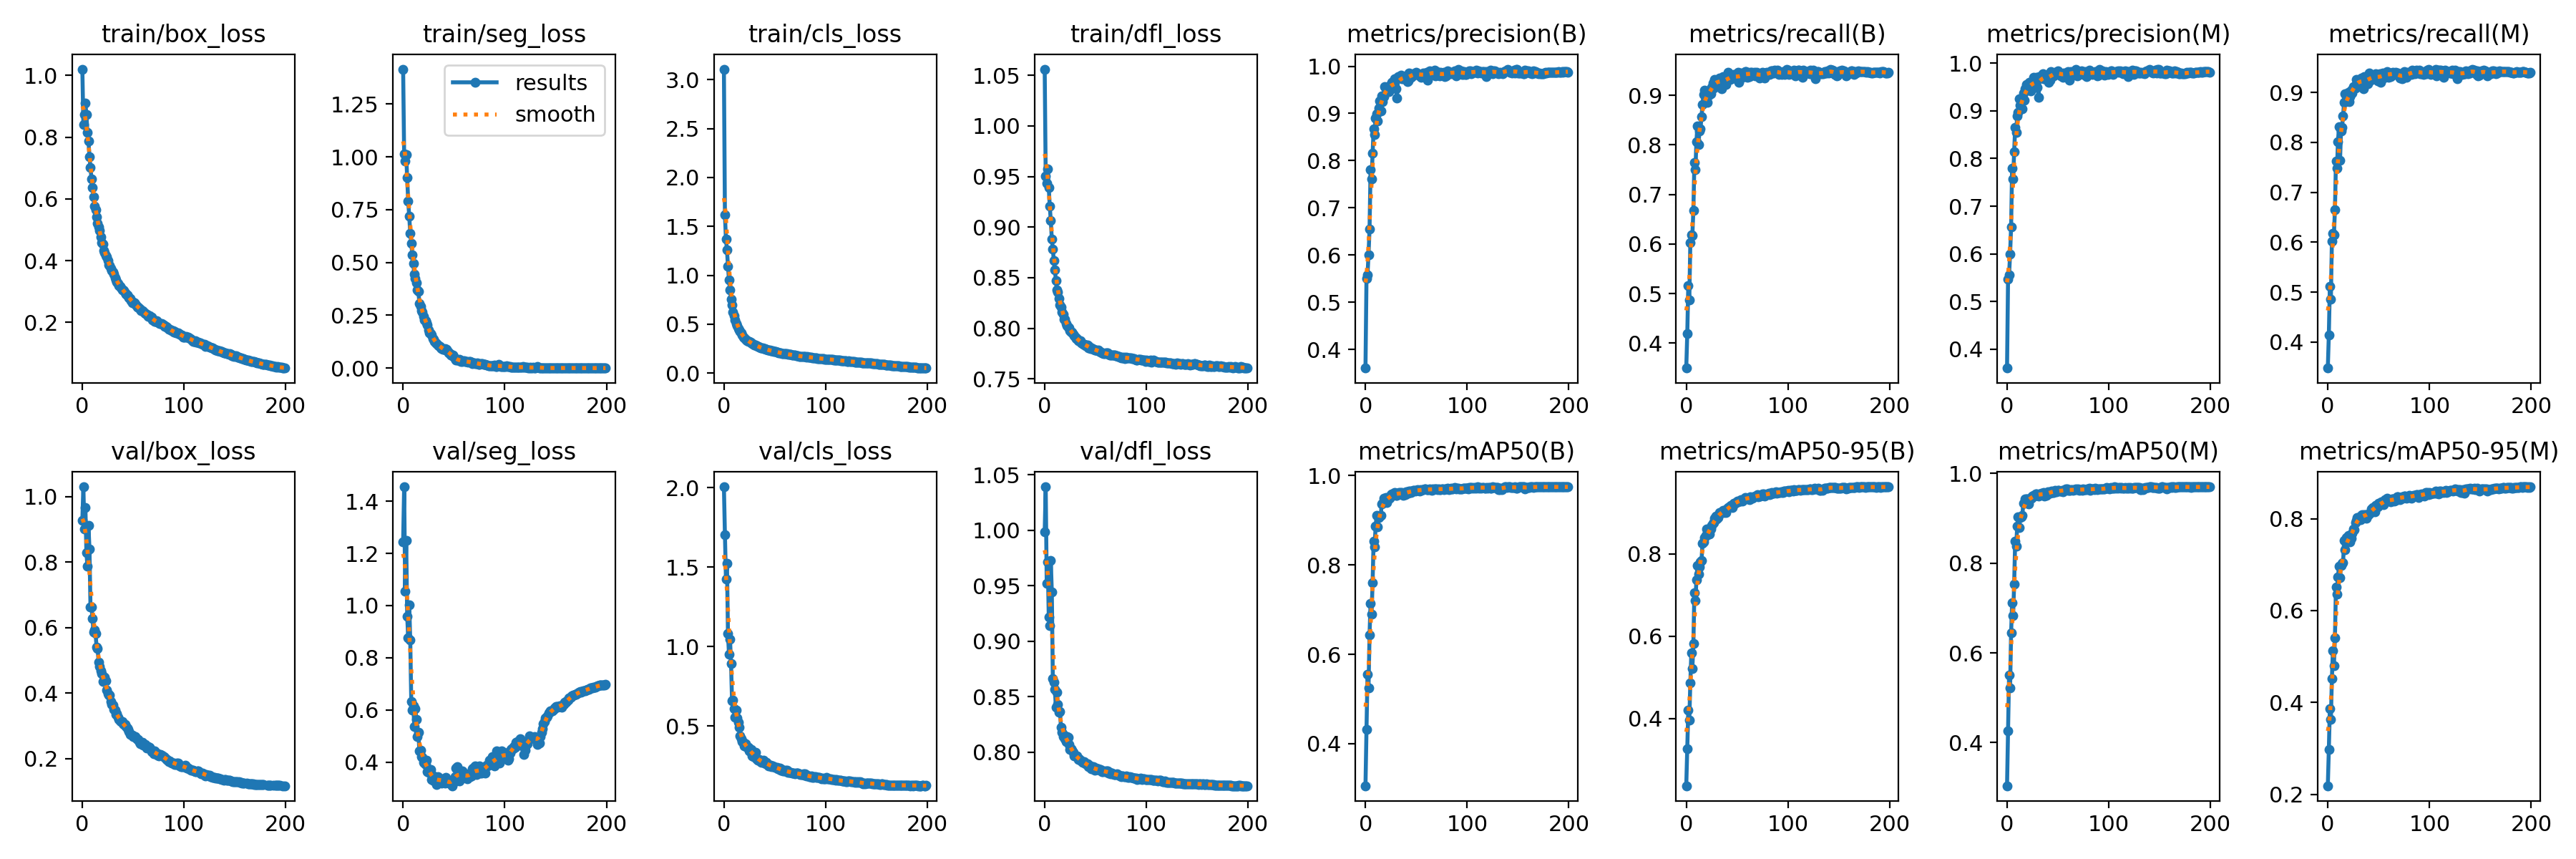 train/box_loss
train/seg_loss
train/cls_loss
train/dfl_loss
metrics/precision(B)
metrics/recall(B)
metrics/precision(M)
metrics/recall(M)
1.0
0.8
0.6
0.4
0.2
0 100 200
results
smooth
1.25
1.00
0.75
0.50
0.25
0.00
0 100 200
3.0
2.5
2.0
1.5
1.0
0.5
0.0
0 100 200
1.05
1.00
0.95
0.90
0.85
0.80
0.75
0 100 200
1.0
0.9
0.8
0.7
0.6
0.5
0.4
0 100 200
0.9
0.8
0.7
0.6
0.5
0.4
0 100 200
1.0
0.9
0.8
0.7
0.6
0.5
0.4
0 100 200
0.9
0.8
0.7
0.6
0.5
0.4
0 100 200
val/box_loss
val/seg_loss
val/cls_loss
val/dfl_loss
metrics/mAP50(B)
metrics/mAP50-95(B)
metrics/mAP50(M)
metrics/mAP50-95(M)
1.0
0.8
0.6
0.4
0.2
0 100 200
1.4
1.2
1.0
0.8
0.6
0.4
0 100 200
2.0
1.5
1.0
0.5
0 100 200
1.05
1.00
0.95
0.90
0.85
0.80
0 100 200
1.0
0.8
0.6
0.4
0 100 200
0.8
0.6
0.4
0 100 200
1.0
0.8
0.6
0.4
0 100 200
0.8
0.6
0.4
0.2
0 100 200